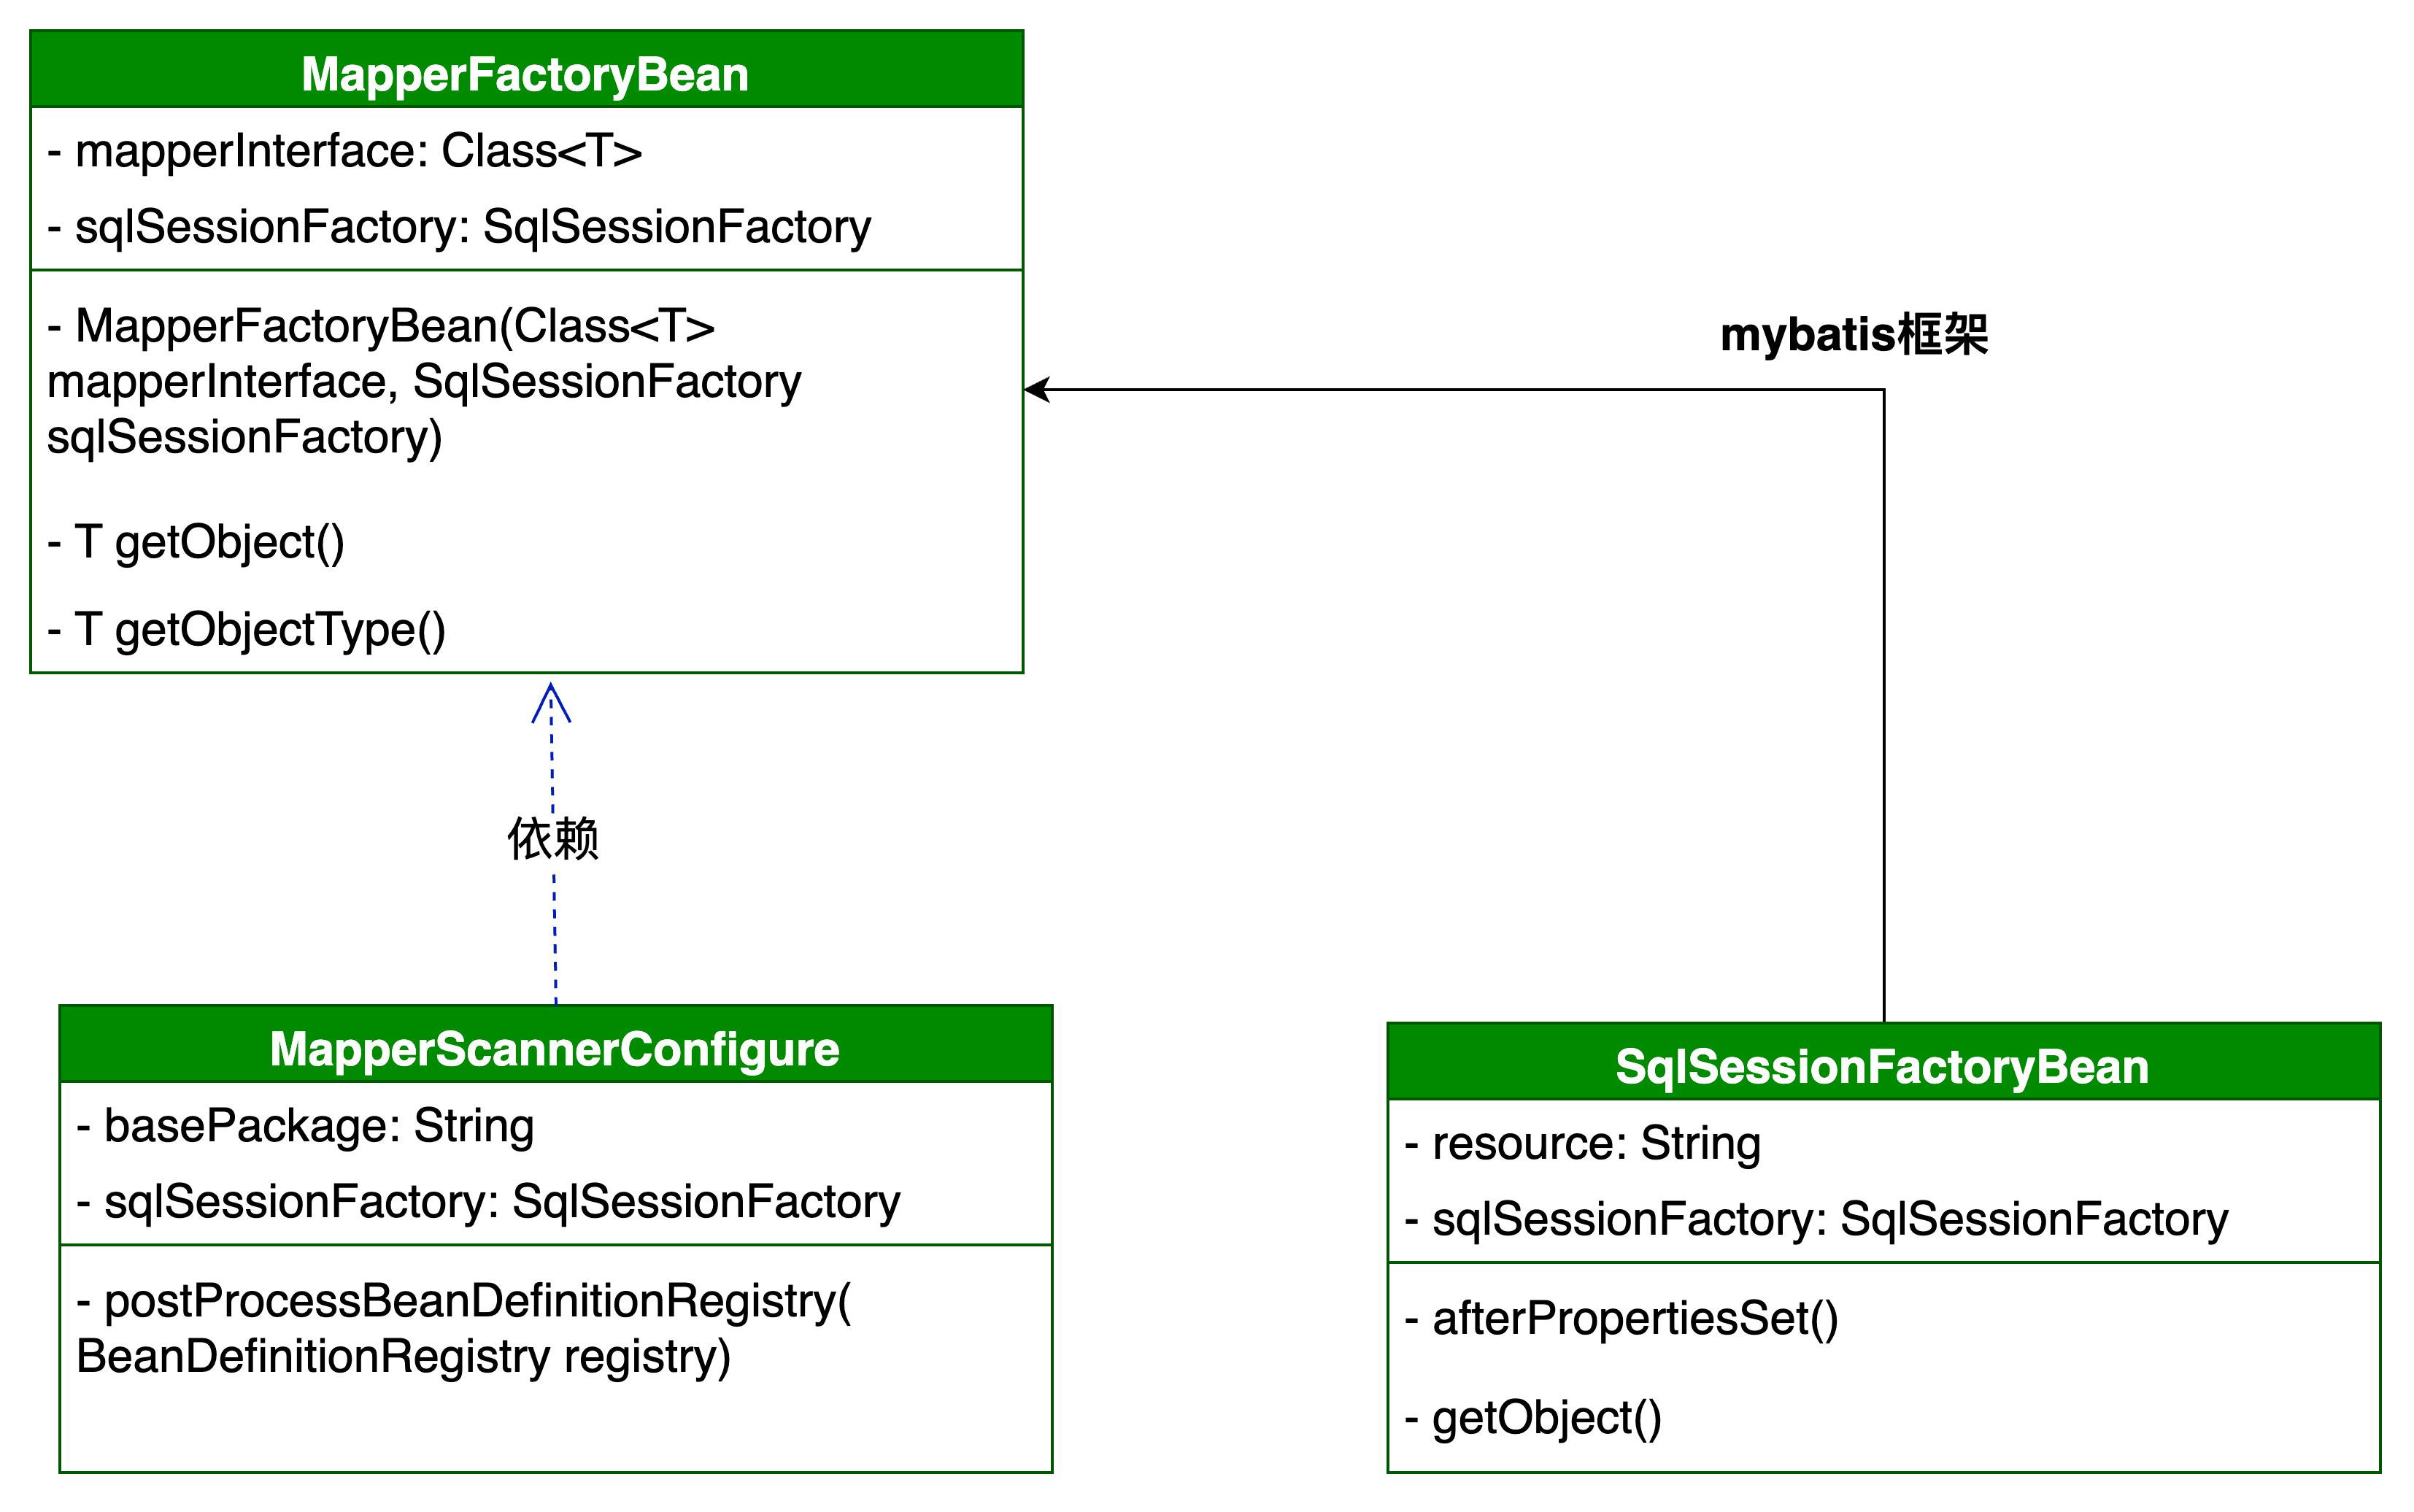 MapperFactoryBean
- mapperInterface: Class<T>
- sqlSessionFactory: SqlSessionFactory
- MapperFactoryBean(Class<T>
mapperInterface, SqlSessionFactory
sqlSessionFactory)
- T getObject()
- T getObjectType()
mybatis框架
依赖
MapperScannerConfigure
- basePackage: String
- sqlSessionFactory: SqlSessionFactory
- postProcessBeanDefinitionRegistry(
BeanDefinitionRegistry registry)
SqlSessionFactoryBean
- resource: String
- sqlSessionFactory: SqlSessionFactory
- afterPropertiesSet()
- getObject()